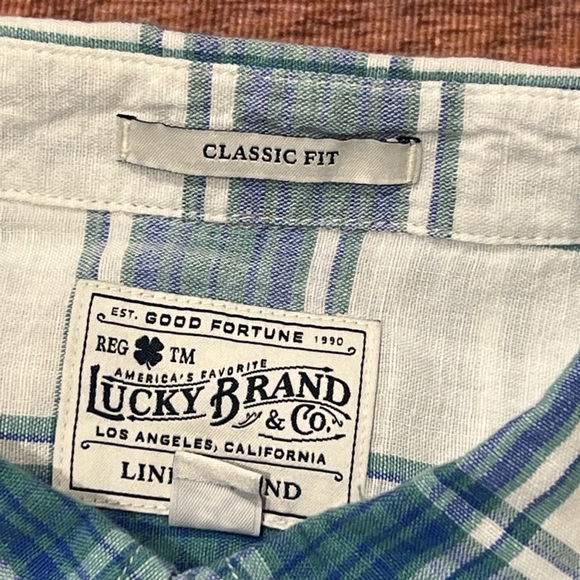 CLASSIC FIT
EST. GOOD FORTUNE 1990
REG TM
AMERICA'S FAVORITE
LUCKY BRAND
& Co.
LOS ANGELES, CALIFORNIA